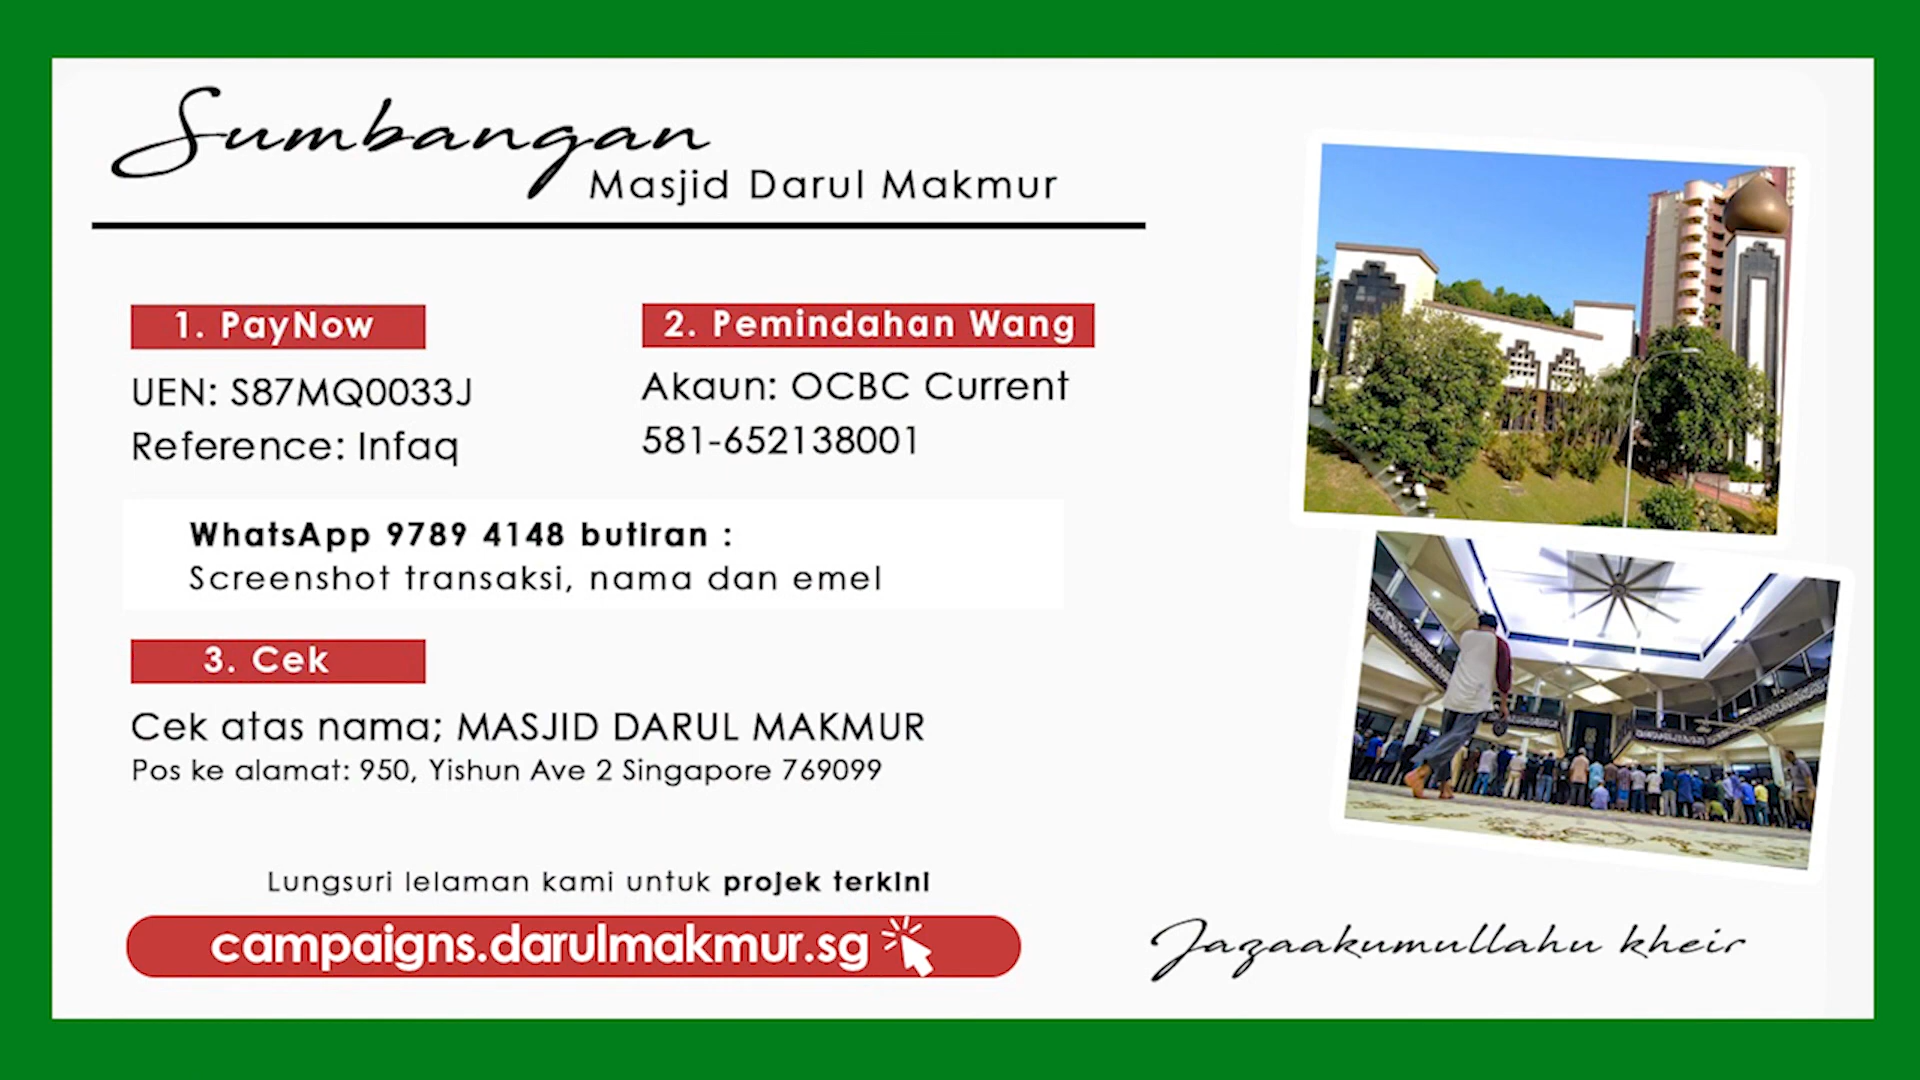 Sumbangan
Masjid Darul Makmur
1. PayNow
UEN: S87MQ0033J
Reference: Infaq
2. Pemindahan Wang
Akaun: OCBC Current
581-652138001
WhatsApp 9789 4148 butiran :
Screenshot transaksi, nama dan emel
3. Cek
Cek atas nama; MASJID DARUL MAKMUR
Pos ke alamat: 950, Yishun Ave 2 Singapore 769099
Lungsuri lelaman kami untuk projek terkini
campaigns.darulmakmur.sg
Jazaakumullahu kheir